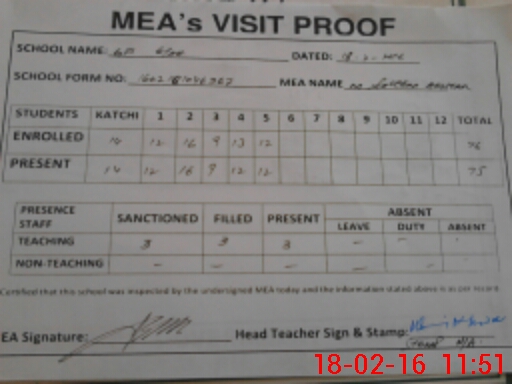 MEA's VISIT PROOF
SCHOOL NAME: DATED:
SCHOOL FORM NO: MEA NAME
STUDENTS KATCHI 1 2 3 4 5 6 7 8 9 10 11 12 TOTAL
ENROLLED 14 12 16 9 13 12 76
PRESENT 14 12 16 9 12 12 75
PRESENCE STAFF SANCTIONED FILLED PRESENT ABSENT
LEAVE DUTY ABSENT
TEACHING 3 3 3 – –
NON-TEACHING – – – –
Certified that this school was inspected by the undersigned MEA today and the information stated above is as per record
EA Signature: Head Teacher Sign & Stamp:
18-02-16 11:51